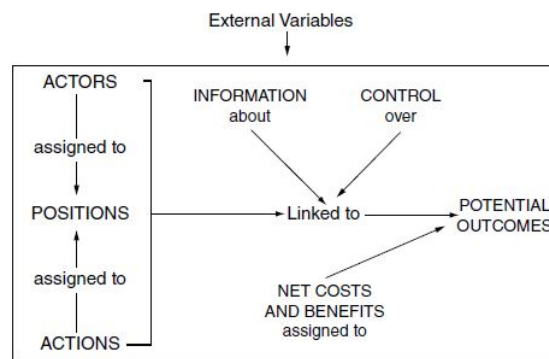 External Variables
ACTORS
assigned to
POSITIONS
assigned to
ACTIONS
INFORMATION
about
CONTROL
over
Linked to
POTENTIAL
OUTCOMES
NET COSTS
AND BENEFITS
assigned to